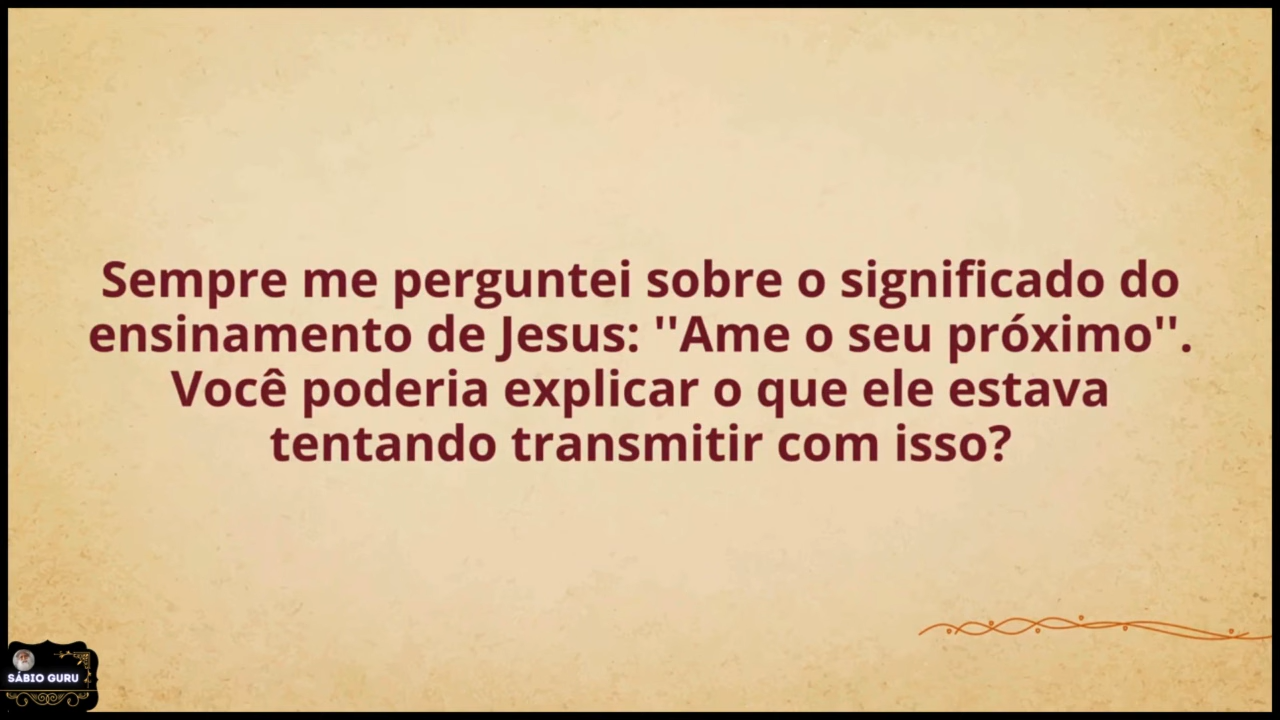 Sempre me perguntei sobre o significado do
ensinamento de Jesus: ''Ame o seu próximo''.
Você poderia explicar o que ele estava
tentando transmitir com isso?
SÁBIO GURU